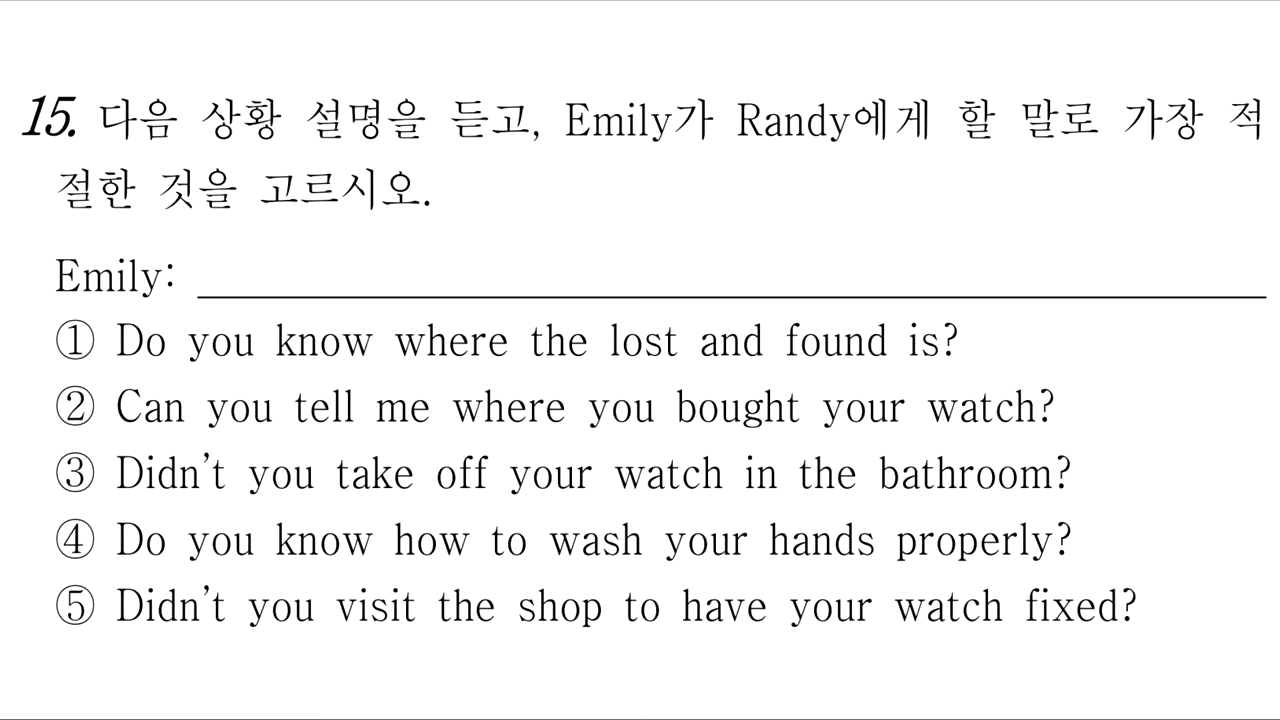 15. 다음 상황 설명을 듣고, Emily가 Randy에게 할 말로 가장 적
절한 것을 고르시오.
Emily:
① Do you know where the lost and found is?
② Can you tell me where you bought your watch?
③ Didn’t you take off your watch in the bathroom?
④ Do you know how to wash your hands properly?
⑤ Didn’t you visit the shop to have your watch fixed?